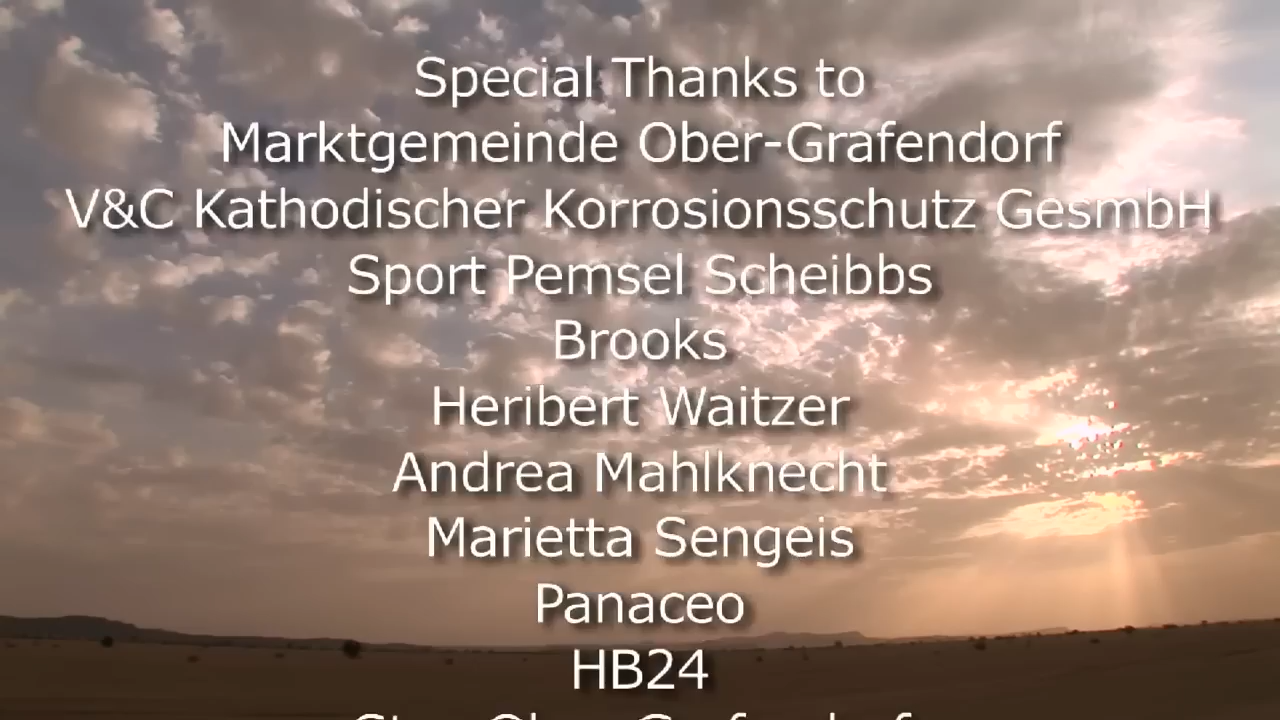 Special Thanks to
Marktgemeinde Ober-Grafendorf
V&C Kathodischer Korrosionsschutz GesmbH
Sport Pemsel Scheibbs
Brooks
Heribert Waitzer
Andrea Mahlknecht
Marietta Sengeis
Panaceo
HB24